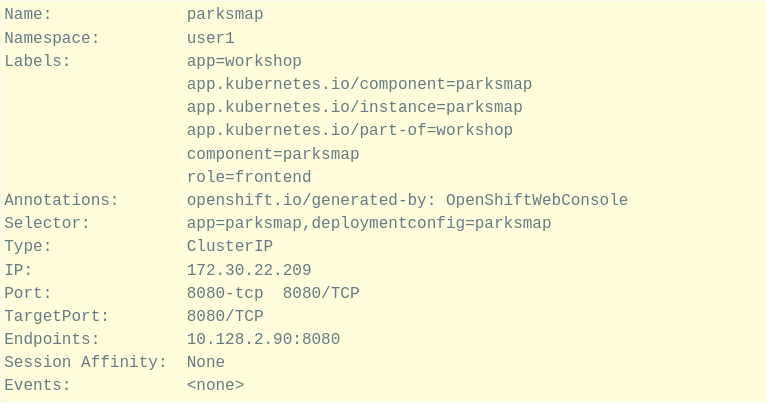 Name:              parksmap
Namespace:         user1
Labels:            app=workshop
                   app.kubernetes.io/component=parksmap
                   app.kubernetes.io/instance=parksmap
                   app.kubernetes.io/part-of=workshop
                   component=parksmap
                   role=frontend
Annotations:       openshift.io/generated-by: OpenShiftWebConsole
Selector:          app=parksmap,deploymentconfig=parksmap
Type:              ClusterIP
IP:                172.30.22.209
Port:              8080-tcp  8080/TCP
TargetPort:        8080/TCP
Endpoints:         10.128.2.90:8080
Session Affinity:  None
Events:            <none>